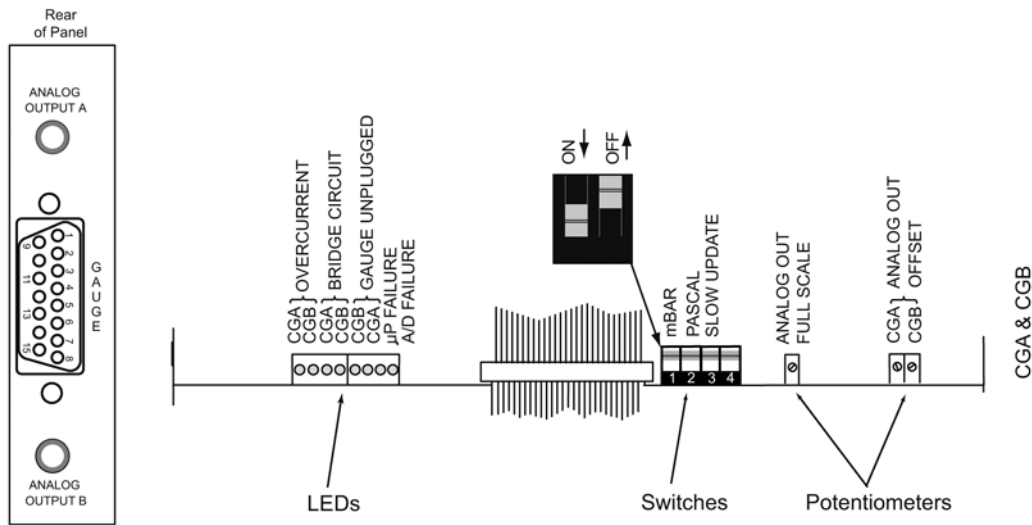 Rear
of Panel
ANALOG
OUTPUT A
1
2
3
4
5
6
7
8
9
11
13
15
GAUGE
ANALOG
OUTPUT B
CGA } OVERCURRENT
CGB
CGA } BRIDGE CIRCUIT
CGB
CGB } GAUGE UNPLUGGED
CGA
µP FAILURE
A/D FAILURE
LEDs
ON
OFF
mBAR
PASCAL
SLOW UPDATE
1 2 3 4
Switches
ANALOG OUT
FULL SCALE
CGA } ANALOG OUT
CGB } OFFSET
Potentiometers
CGA & CGB